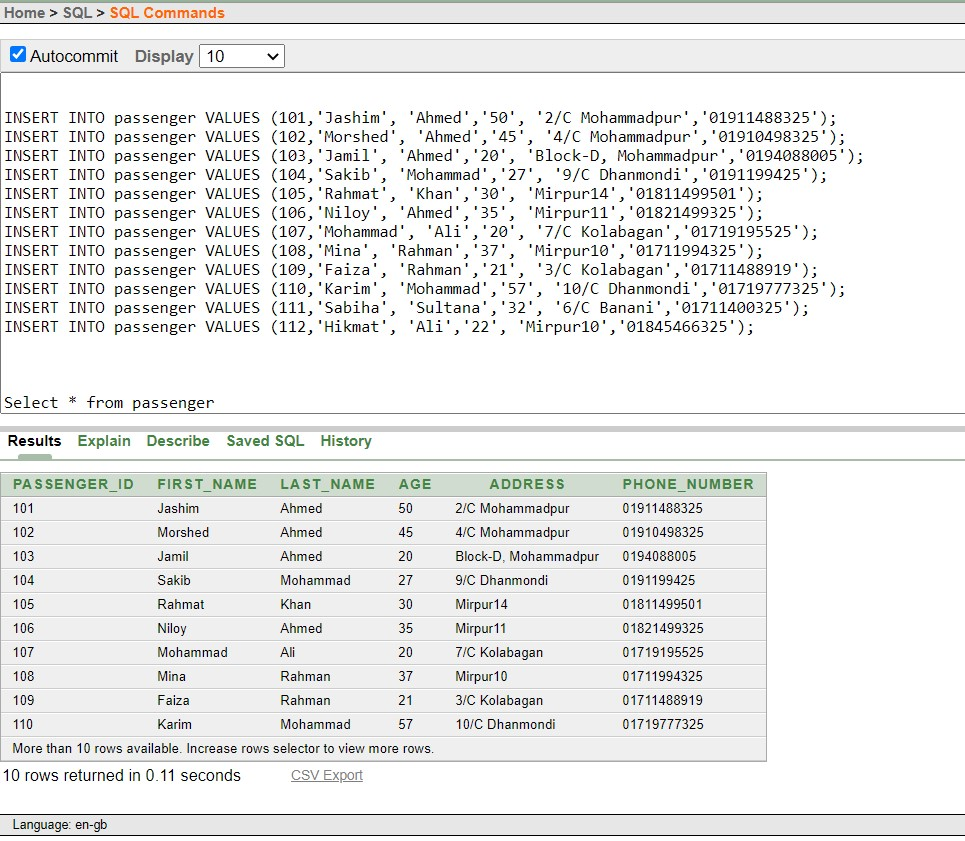 Home > SQL > SQL Commands
Autocommit Display 10
INSERT INTO passenger VALUES (101,'Jashim', 'Ahmed','50', '2/C Mohammadpur','01911488325');
INSERT INTO passenger VALUES (102,'Morshed', 'Ahmed','45', '4/C Mohammadpur','01910498325');
INSERT INTO passenger VALUES (103,'Jamil', 'Ahmed','20', 'Block-D, Mohammadpur','0194088005');
INSERT INTO passenger VALUES (104,'Sakib', 'Mohammad','27', '9/C Dhanmondi','0191199425');
INSERT INTO passenger VALUES (105,'Rahmat', 'Khan','30', 'Mirpur14','01811499501');
INSERT INTO passenger VALUES (106,'Niloy', 'Ahmed','35', 'Mirpur11','01821499325');
INSERT INTO passenger VALUES (107,'Mohammad', 'Ali','20', '7/C Kolabagan','01719195525');
INSERT INTO passenger VALUES (108,'Mina', 'Rahman','37', 'Mirpur10','01711994325');
INSERT INTO passenger VALUES (109,'Faiza', 'Rahman','21', '3/C Kolabagan','01711488919');
INSERT INTO passenger VALUES (110,'Karim', 'Mohammad','57', '10/C Dhanmondi','01719777325');
INSERT INTO passenger VALUES (111,'Sabiha', 'Sultana','32', '6/C Banani','01711400325');
INSERT INTO passenger VALUES (112,'Hikmat', 'Ali','22', 'Mirpur10','01845466325');
Select * from passenger
Results Explain Describe Saved SQL History
PASSENGER_ID FIRST_NAME LAST_NAME AGE ADDRESS PHONE_NUMBER
101 Jashim Ahmed 50 2/C Mohammadpur 01911488325
102 Morshed Ahmed 45 4/C Mohammadpur 01910498325
103 Jamil Ahmed 20 Block-D, Mohammadpur 0194088005
104 Sakib Mohammad 27 9/C Dhanmondi 0191199425
105 Rahmat Khan 30 Mirpur14 01811499501
106 Niloy Ahmed 35 Mirpur11 01821499325
107 Mohammad Ali 20 7/C Kolabagan 01719195525
108 Mina Rahman 37 Mirpur10 01711994325
109 Faiza Rahman 21 3/C Kolabagan 01711488919
110 Karim Mohammad 57 10/C Dhanmondi 01719777325
More than 10 rows available. Increase rows selector to view more rows.
10 rows returned in 0.11 seconds CSV Export
Language: en-gb